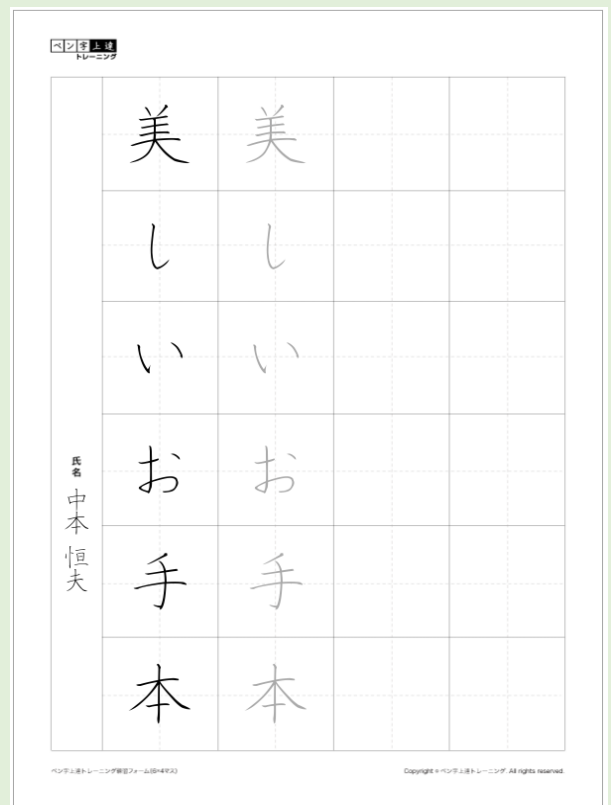 ペン字上達
トレーニング
美しいお手本
美しいお手本
氏名 中本 恒夫
ペン字上達トレーニング練習フォーム(6×4マス)
Copyright © ペン字上達トレーニング. All rights reserved.